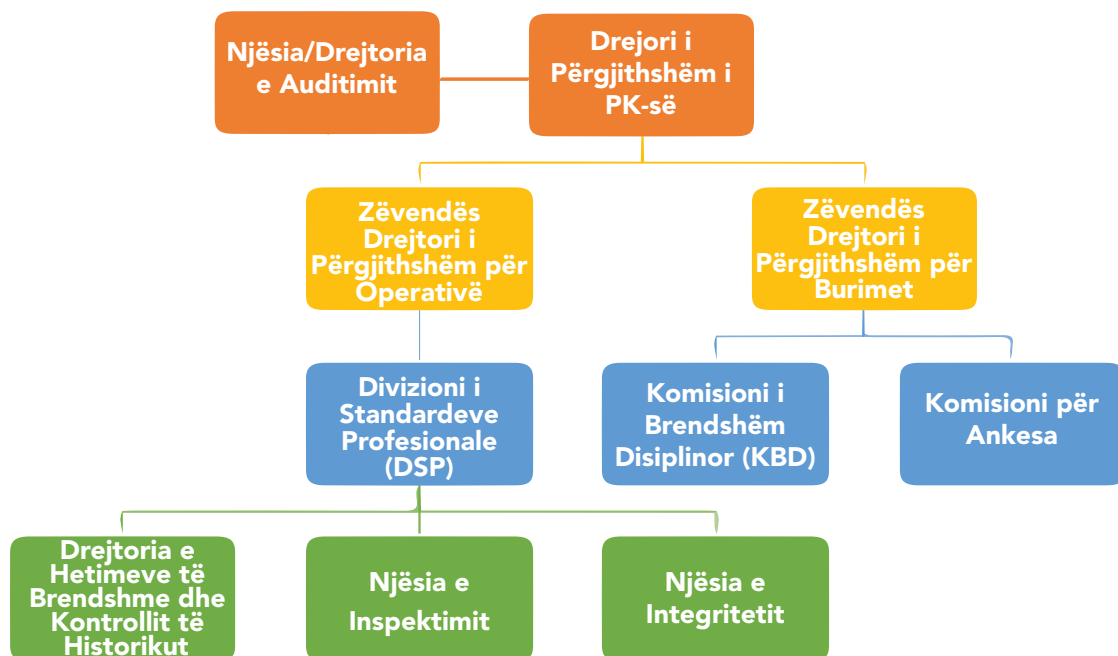 Njësia/Drejtoria
e Auditimit
Drejori i
Përgjithshëm i
PK-së
Zëvendës
Drejtori i
Përgjithshëm për
Operativë
Zëvendës
Drejtori i
Përgjithshëm për
Burimet
Divizioni i
Standardeve
Profesionale
(DSP)
Komisioni i
Brendshëm
Disiplinor (KBD)
Komisioni për
Ankesa
Drejtoria e
Hetimeve të
Brendshme dhe
Kontrollit të
Historikut
Njësia e
Inspektimit
Njësia e
Integritetit